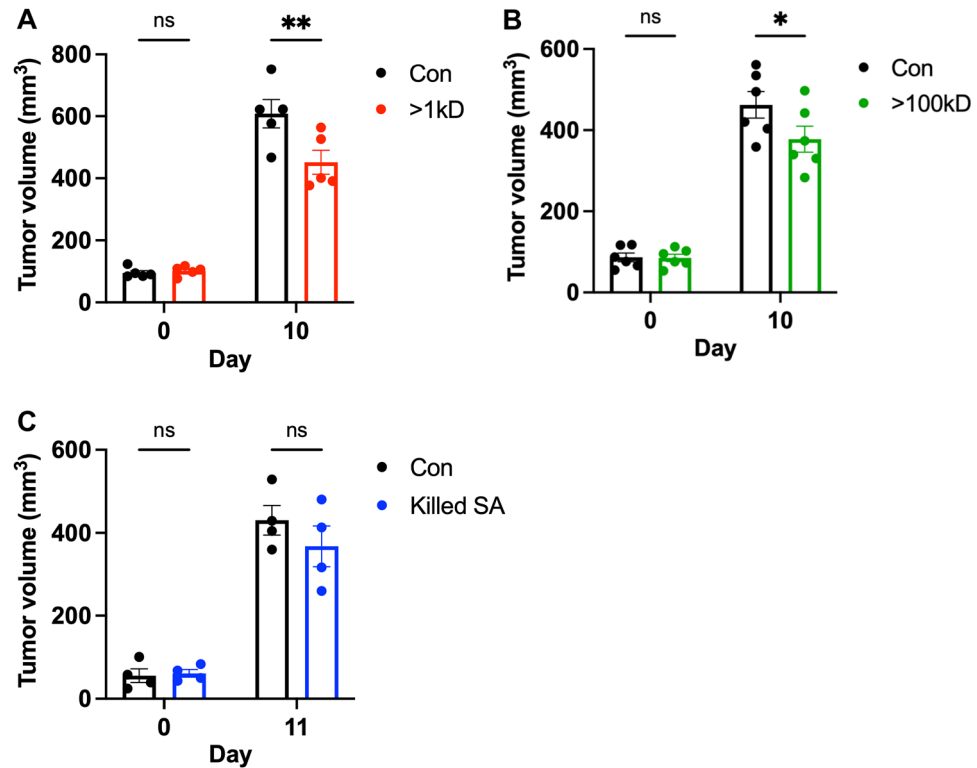 A
ns
**
Tumor volume (mm³)
800
600
400
200
0
0
10
Day
Con
>1kD
B
ns
*
Tumor volume (mm³)
600
400
200
0
0
10
Day
Con
>100kD
C
ns
ns
Tumor volume (mm³)
600
400
200
0
0
11
Day
Con
Killed SA